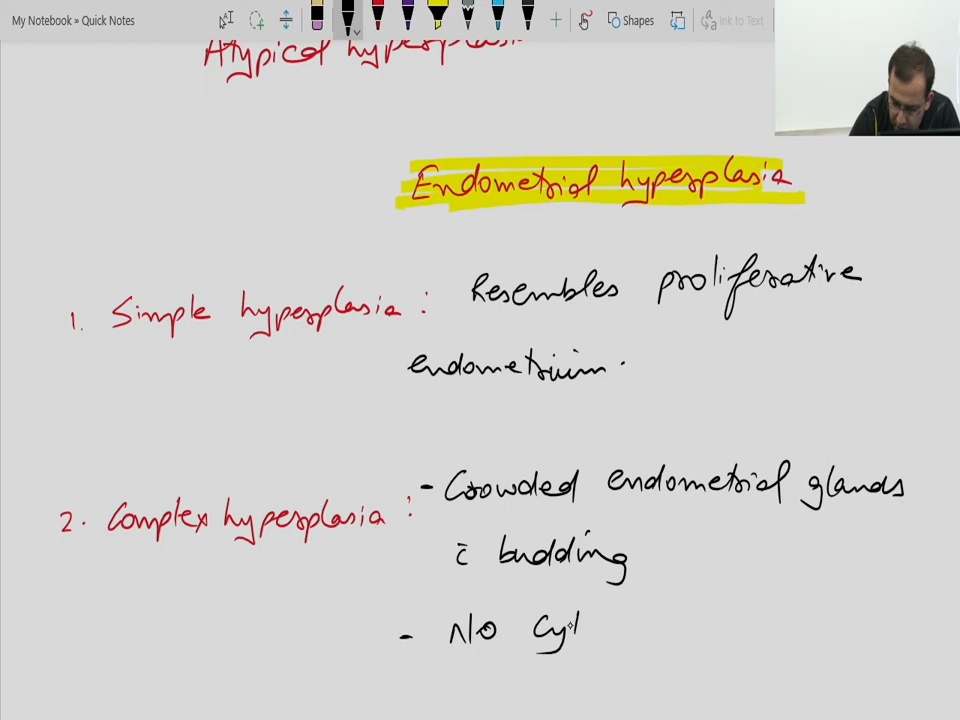 My Notebook » Quick Notes
Shapes
Ink to Text
Atypical hyperplasia
Endometrial hyperplasia
1. Simple hyperplasia : Resembles proliferative
endometrium.
2. Complex hyperplasia : - Crowded endometrial glands
c̄ budding
- No Cyt